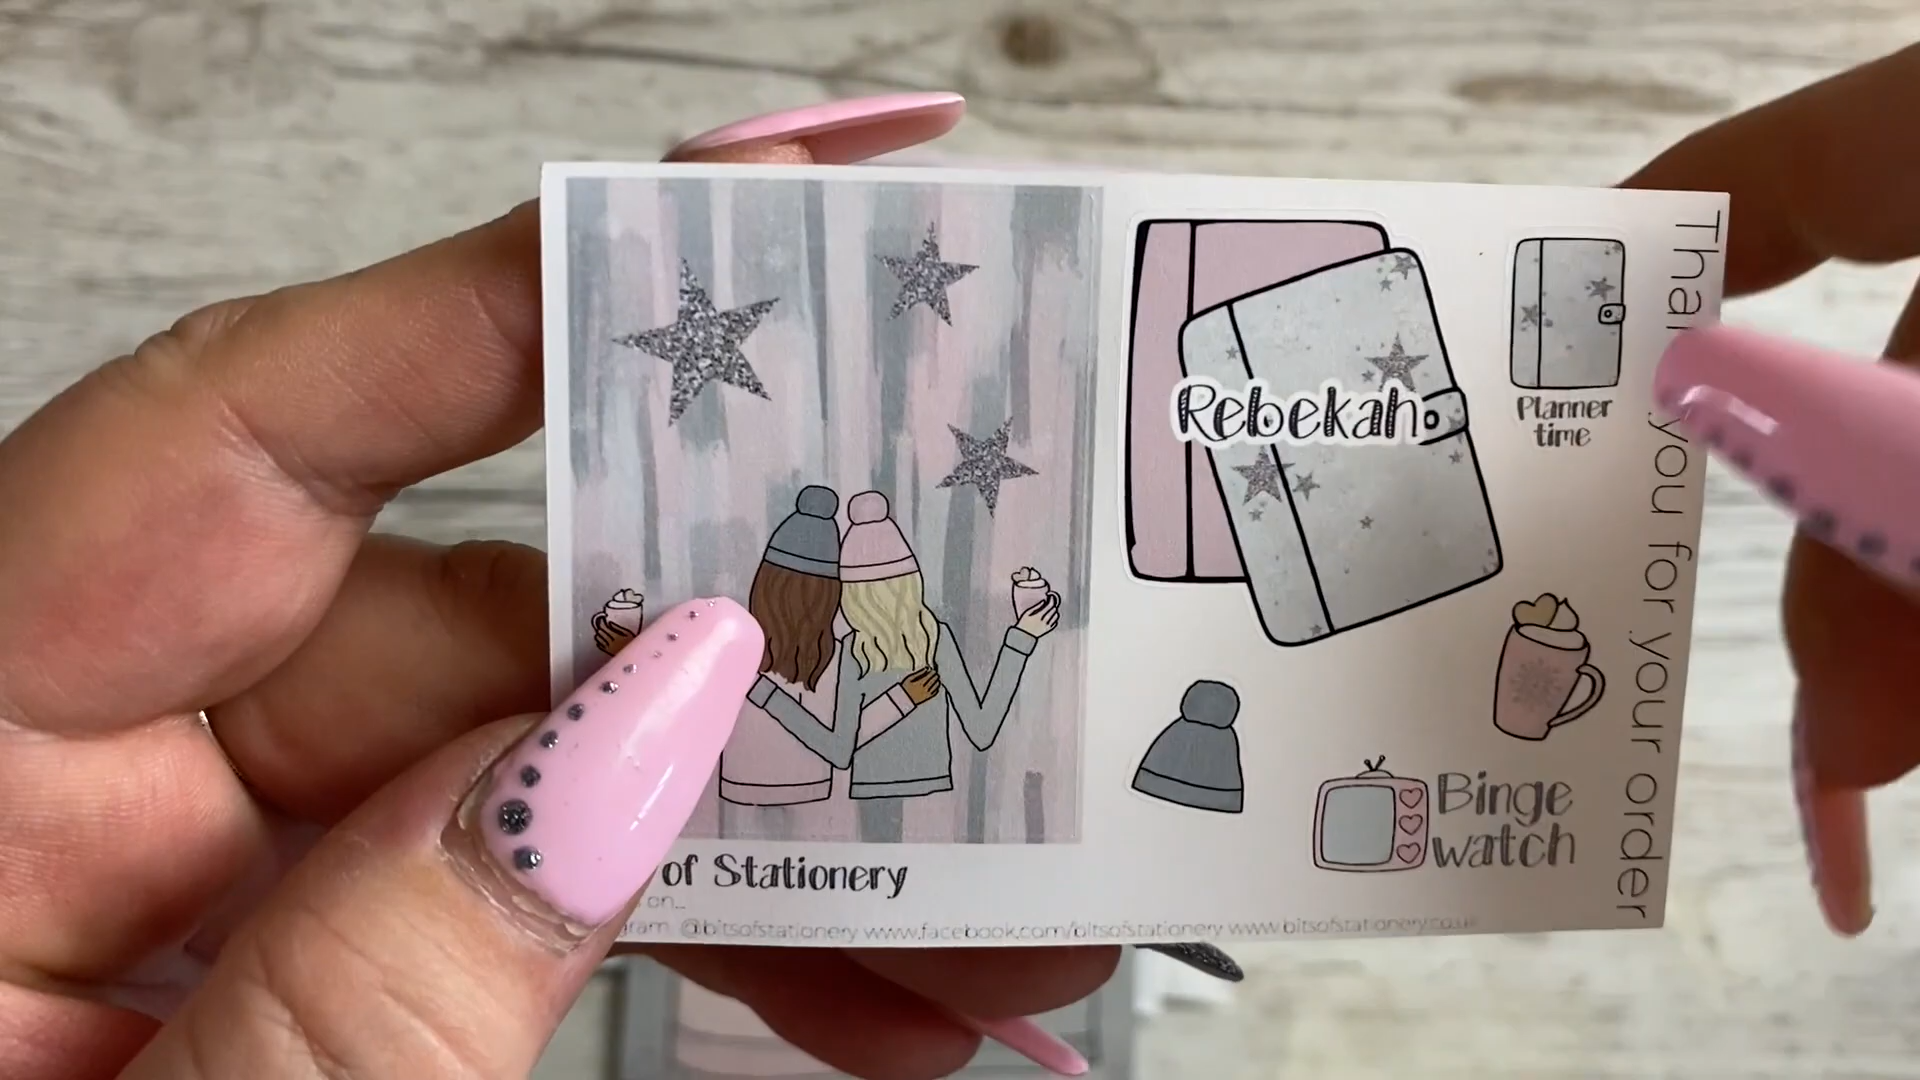 Rebekah
Planner
time
Binge
watch
you for your order
of Stationery
on...
@bitsofstationery www.facebook.com/bitsofstationery www.bitsofstationery.co.uk